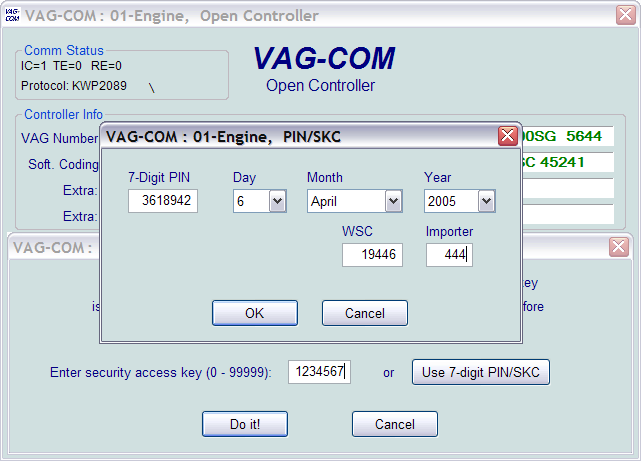 VAG-COM
VAG-COM : 01-Engine, Open Controller
Comm Status
IC=1 TE=0 RE=0
Protocol: KWP2089 \
VAG-COM
Open Controller
Controller Info
VAG Number
00SG 5644
Soft. Coding
SC 45241
Extra:
Extra:
VAG-COM : 01-Engine, PIN/SKC
7-Digit PIN Day Month Year
3618942 6 April 2005
WSC Importer
19446 444
OK Cancel
VAG-COM :
Enter security access key (0 - 99999): 1234567 or Use 7-digit PIN/SKC
Do it! Cancel